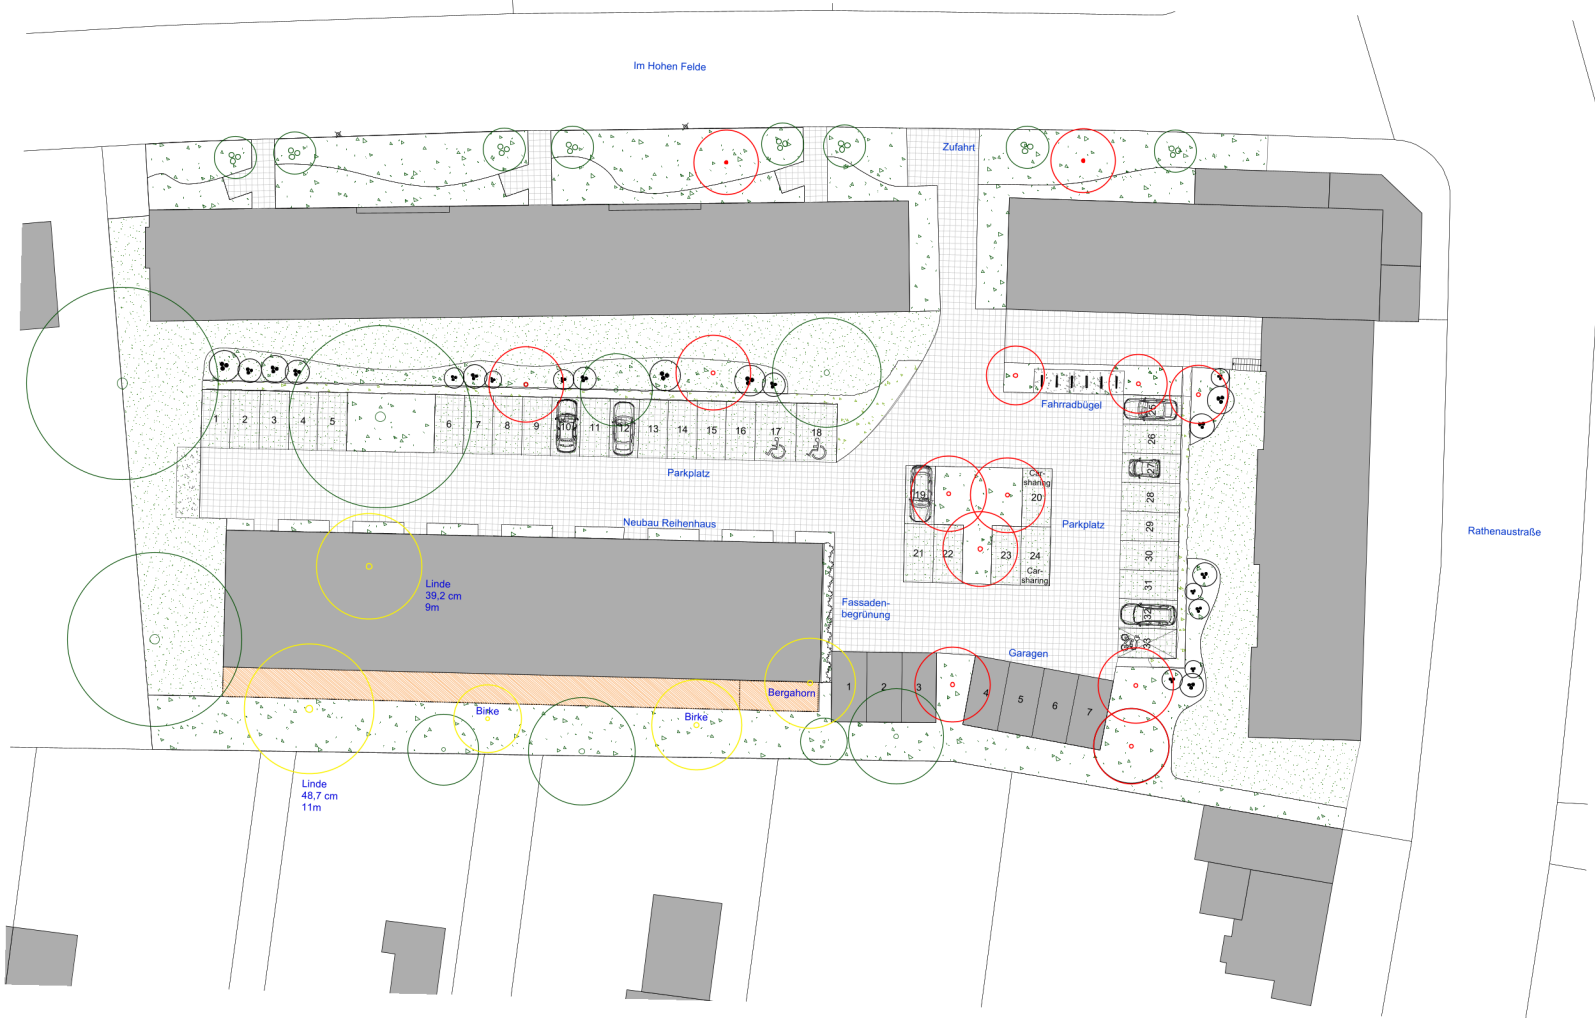 Im Hohen Felde
Zufahrt
Rathenaustraße
Fahrradbügel
1
2
3
4
5
6
7
8
9
10
11
12
13
14
15
16
17
18
25
26
27
28
29
30
31
32
33
Parkplatz
19
Car-
sharing
20
Parkplatz
21
22
23
24
Car-
sharing
Neubau Reihenhaus
Linde
39,2 cm
9m
Fassaden-
begrünung
Garagen
1
2
3
4
5
6
7
Bergahorn
Birke
Birke
Linde
48,7 cm
11m